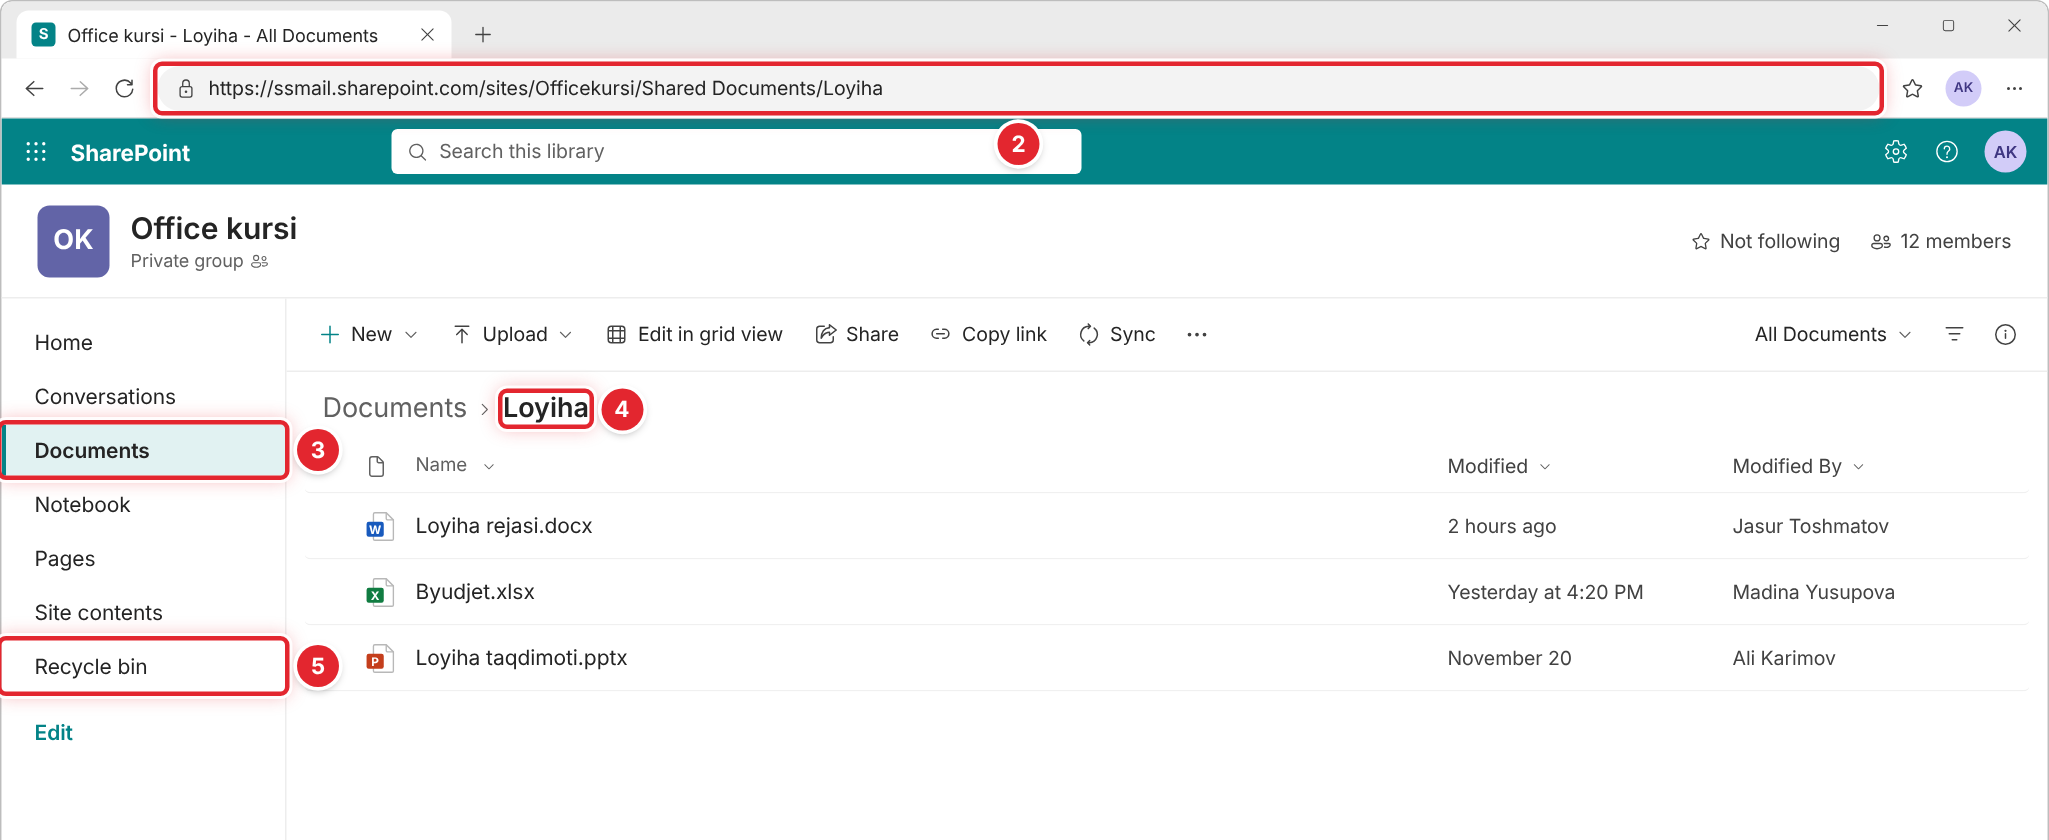 S Office kursi - Loyiha - All Documents
https://ssmail.sharepoint.com/sites/Officekursi/Shared Documents/Loyiha
AK
SharePoint
Search this library
2
AK
OK
Office kursi
Private group
Not following
12 members
Home
Conversations
Documents
3
Notebook
Pages
Site contents
Recycle bin
5
Edit
New
Upload
Edit in grid view
Share
Copy link
Sync
All Documents
Documents > Loyiha
4
Name
Modified
Modified By
W Loyiha rejasi.docx 2 hours ago Jasur Toshmatov
X Byudjet.xlsx Yesterday at 4:20 PM Madina Yusupova
P Loyiha taqdimoti.pptx November 20 Ali Karimov